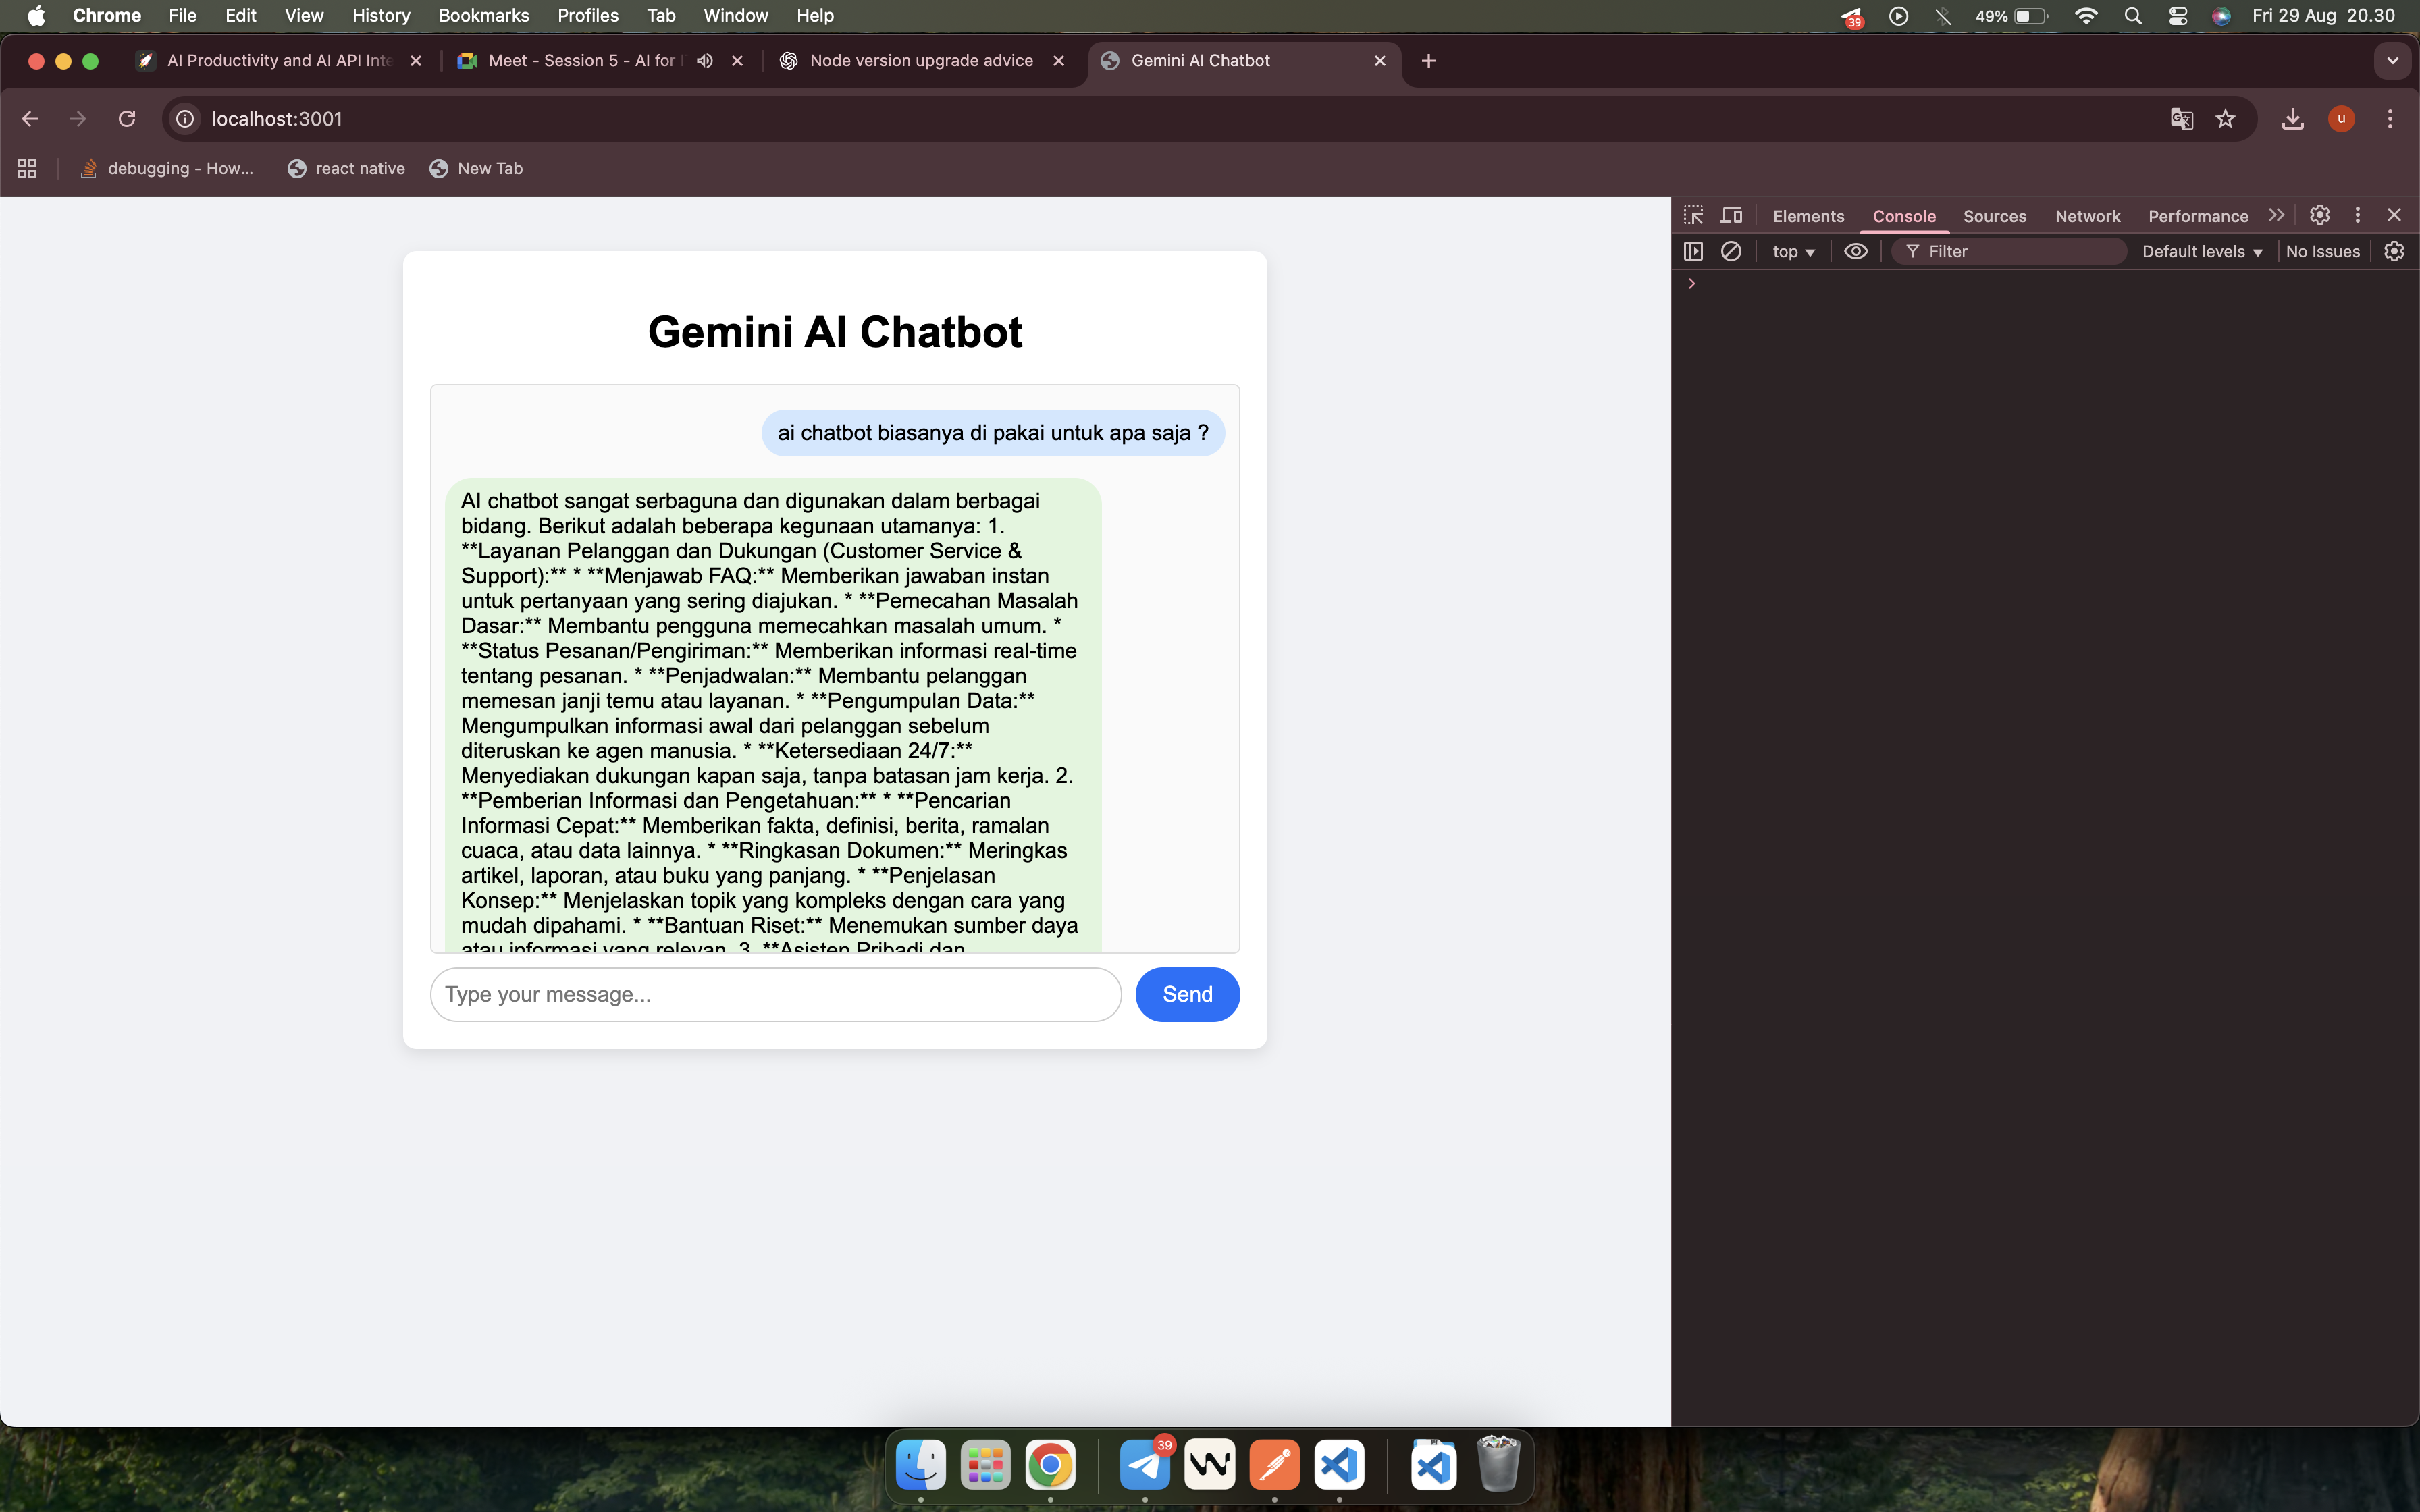 Chrome File Edit View History Bookmarks Profiles Tab Window Help 39 49% Fri 29 Aug 20.30
AI Productivity and AI API Inte Meet - Session 5 - AI for Node version upgrade advice Gemini AI Chatbot
localhost:3001 u
debugging - How... react native New Tab
Elements Console Sources Network Performance
top Filter Default levels No Issues
Gemini AI Chatbot
ai chatbot biasanya di pakai untuk apa saja ?
AI chatbot sangat serbaguna dan digunakan dalam berbagai
bidang. Berikut adalah beberapa kegunaan utamanya: 1.
**Layanan Pelanggan dan Dukungan (Customer Service &
Support):** * **Menjawab FAQ:** Memberikan jawaban instan
untuk pertanyaan yang sering diajukan. * **Pemecahan Masalah
Dasar:** Membantu pengguna memecahkan masalah umum. *
**Status Pesanan/Pengiriman:** Memberikan informasi real-time
tentang pesanan. * **Penjadwalan:** Membantu pelanggan
memesan janji temu atau layanan. * **Pengumpulan Data:**
Mengumpulkan informasi awal dari pelanggan sebelum
diteruskan ke agen manusia. * **Ketersediaan 24/7:**
Menyediakan dukungan kapan saja, tanpa batasan jam kerja. 2.
**Pemberian Informasi dan Pengetahuan:** * **Pencarian
Informasi Cepat:** Memberikan fakta, definisi, berita, ramalan
cuaca, atau data lainnya. * **Ringkasan Dokumen:** Meringkas
artikel, laporan, atau buku yang panjang. * **Penjelasan
Konsep:** Menjelaskan topik yang kompleks dengan cara yang
mudah dipahami. * **Bantuan Riset:** Menemukan sumber daya
atau informasi yang relevan. 3. **Asisten Pribadi dan
Type your message... Send
39